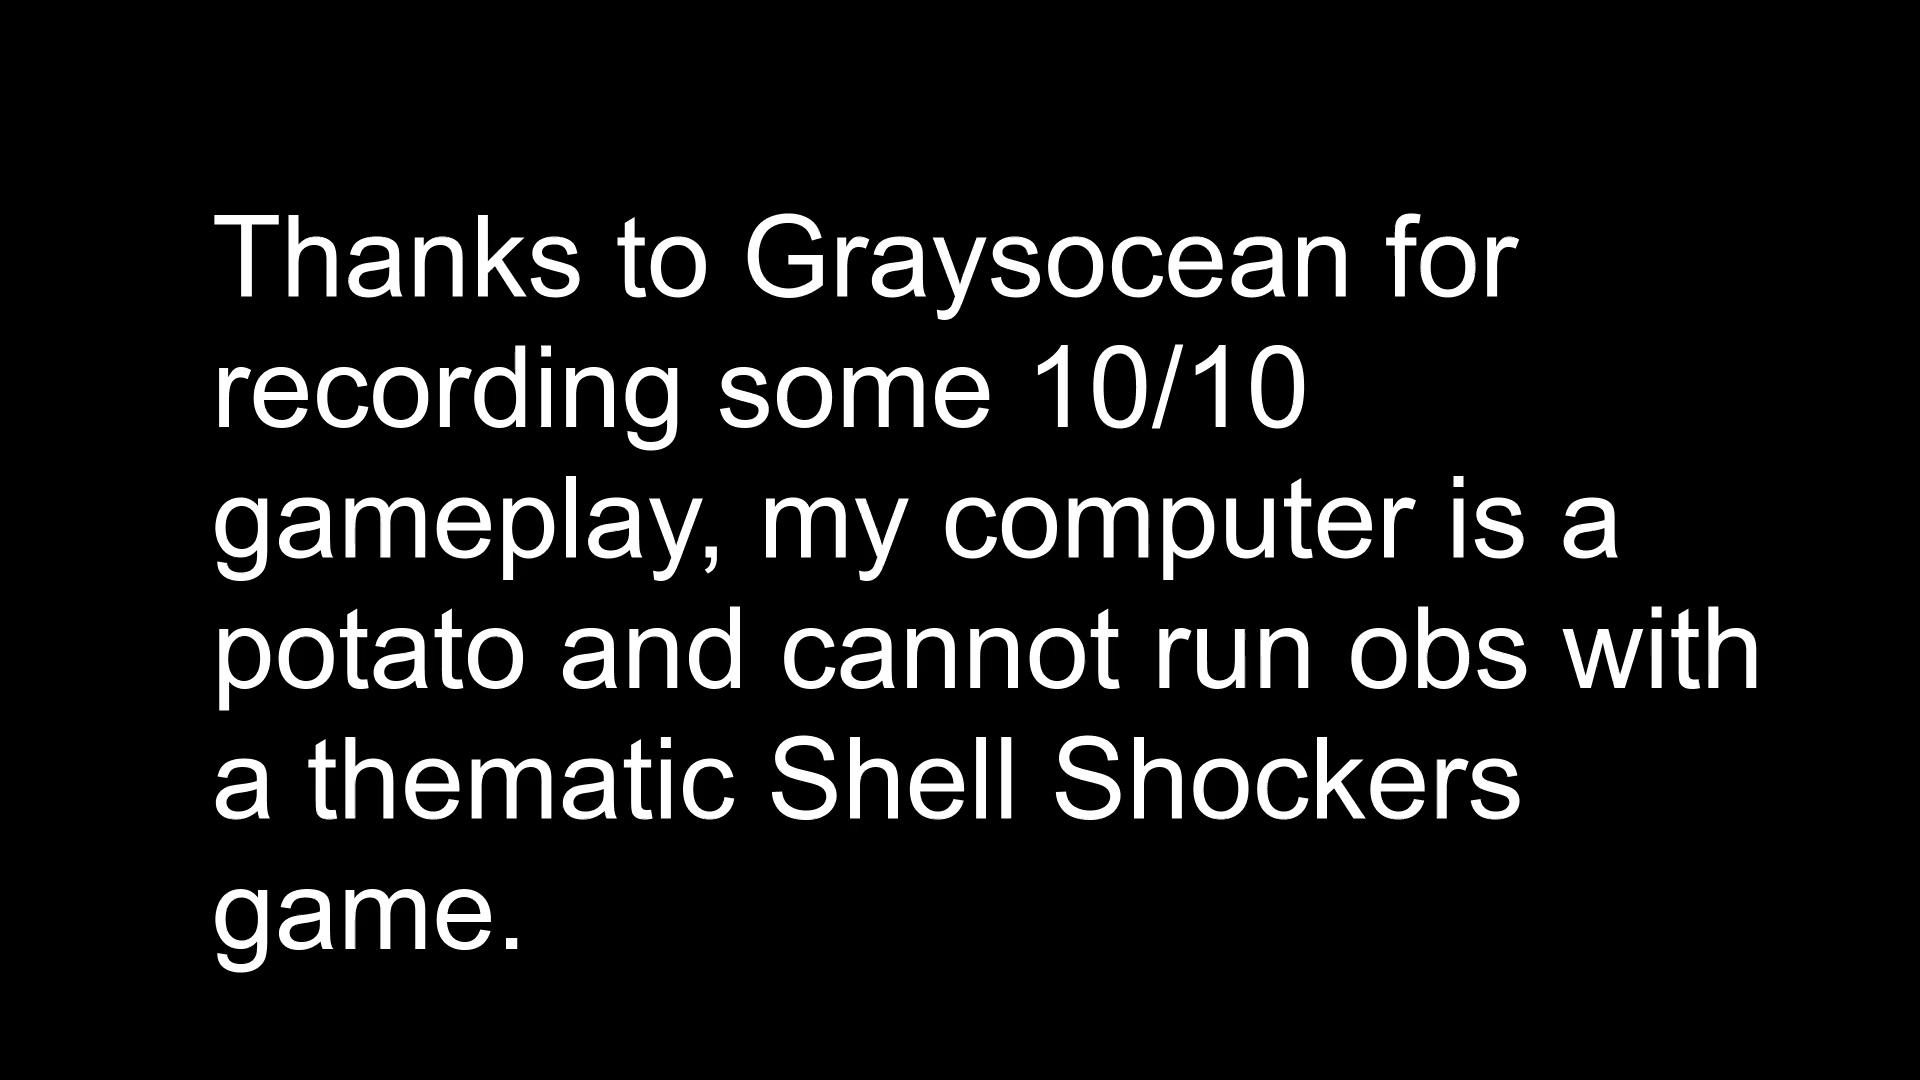 Thanks to Graysocean for
recording some 10/10
gameplay, my computer is a
potato and cannot run obs with
a thematic Shell Shockers
game.